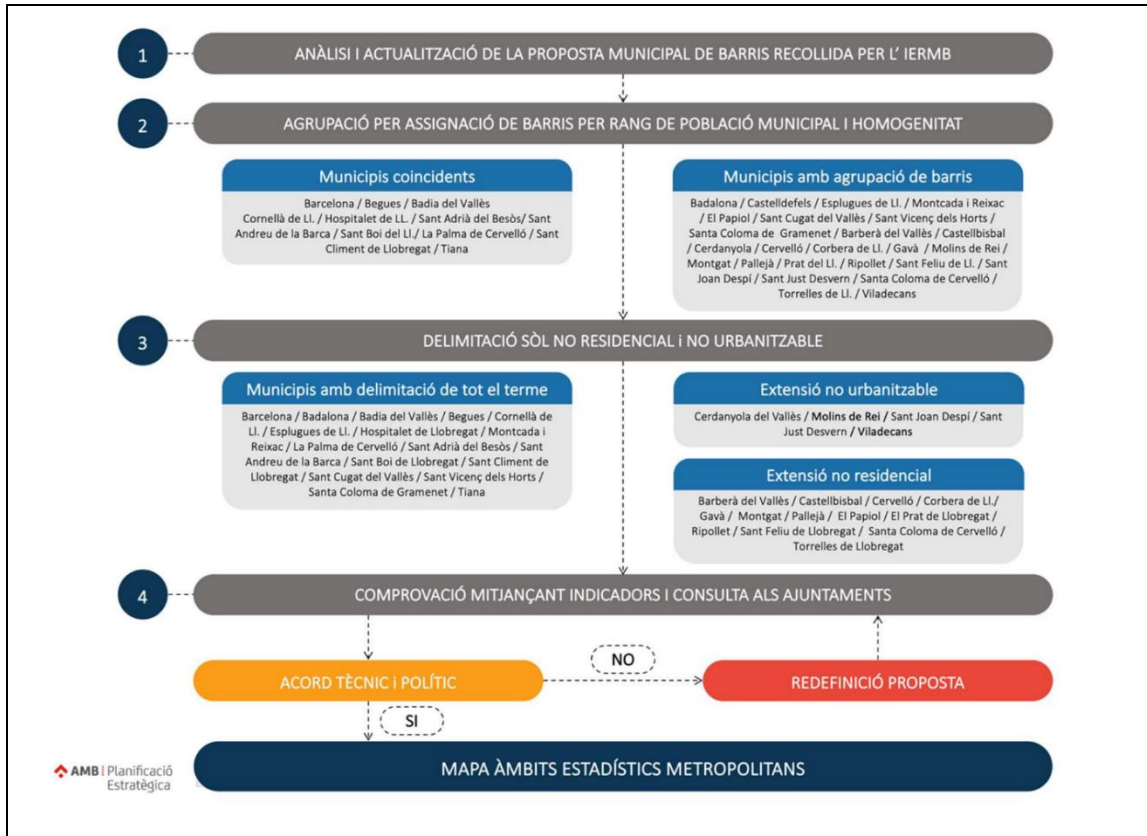 1
ANÀLISI I ACTUALITZACIÓ DE LA PROPOSTA MUNICIPAL DE BARRIS RECOLLIDA PER L' IERMB
2
AGRUPACIÓ PER ASSIGNACIÓ DE BARRIS PER RANG DE POBLACIÓ MUNICIPAL I HOMOGENITAT
Municipis coincidents
Barcelona / Begues / Badia del Vallès
Cornellà de Ll. / Hospitalet de LL. / Sant Adrià del Besòs/ Sant
Andreu de la Barca / Sant Boi del Ll./ La Palma de Cervelló / Sant
Climent de Llobregat / Tiana
Municipis amb agrupació de barris
Badalona / Castelldefels / Esplugues de Ll. / Montcada i Reixac
/ El Papiol / Sant Cugat del Vallès / Sant Vicenç dels Horts /
Santa Coloma de Gramenet / Barberà del Vallès / Castellbisbal
/ Cerdanyola / Cervelló / Corbera de Ll. / Gavà / Molins de Rei /
Montgat / Pallejà / Prat del Ll. / Ripollet / Sant Feliu de Ll. / Sant
Joan Despí / Sant Just Desvern / Santa Coloma de Cervelló /
Torrelles de Ll. / Viladecans
3
DELIMITACIÓ SÒL NO RESIDENCIAL i NO URBANITZABLE
Municipis amb delimitació de tot el terme
Barcelona / Badalona / Badia del Vallès / Begues / Cornellà de
Ll. / Esplugues de Ll. / Hospitalet de Llobregat / Montcada i
Reixac / La Palma de Cervelló / Sant Adrià del Besòs / Sant
Andreu de la Barca / Sant Boi de Llobregat / Sant Climent de
Llobregat / Sant Cugat del Vallès / Sant Vicenç dels Horts /
Santa Coloma de Gramenet / Tiana
Extensió no urbanitzable
Cerdanyola del Vallès / Molins de Rei / Sant Joan Despí / Sant
Just Desvern / Viladecans
Extensió no residencial
Barberà del Vallès / Castellbisbal / Cervelló / Corbera de Ll./
Gavà / Montgat / Pallejà / El Papiol / El Prat de Llobregat /
Ripollet / Sant Feliu de Llobregat / Santa Coloma de Cervelló /
Torrelles de Llobregat
4
COMPROVACIÓ MITJANÇANT INDICADORS I CONSULTA ALS AJUNTAMENTS
ACORD TÈCNIC i POLÍTIC
NO
REDEFINICIÓ PROPOSTA
SI
MAPA ÀMBITS ESTADÍSTICS METROPOLITANS
AMB Planificació
Estratègica